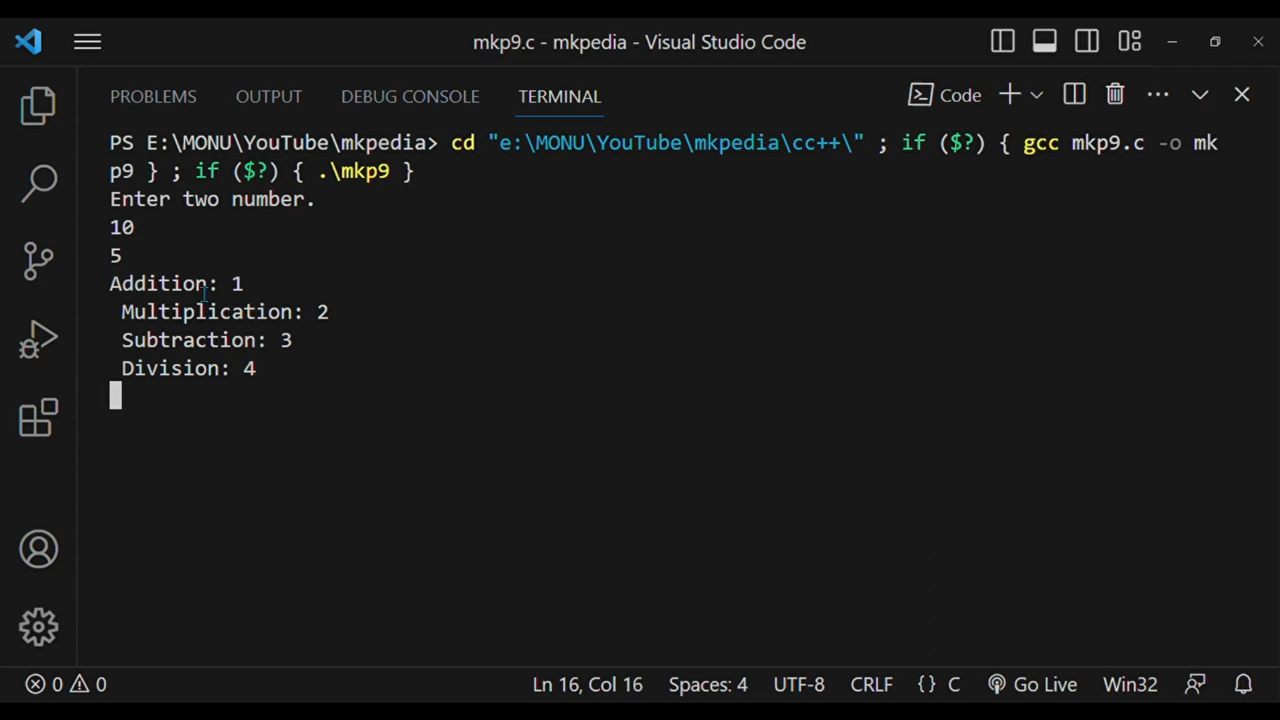 mkp9.c - mkpedia - Visual Studio Code
PROBLEMS OUTPUT DEBUG CONSOLE TERMINAL Code
PS E:\MONU\YouTube\mkpedia> cd "e:\MONU\YouTube\mkpedia\cc++\" ; if ($?) { gcc mkp9.c -o mk
p9 } ; if ($?) { .\mkp9 }
Enter two number.
10
5
Addition: 1
 Multiplication: 2
 Subtraction: 3
 Division: 4
0 0 Ln 16, Col 16 Spaces: 4 UTF-8 CRLF {} C Go Live Win32